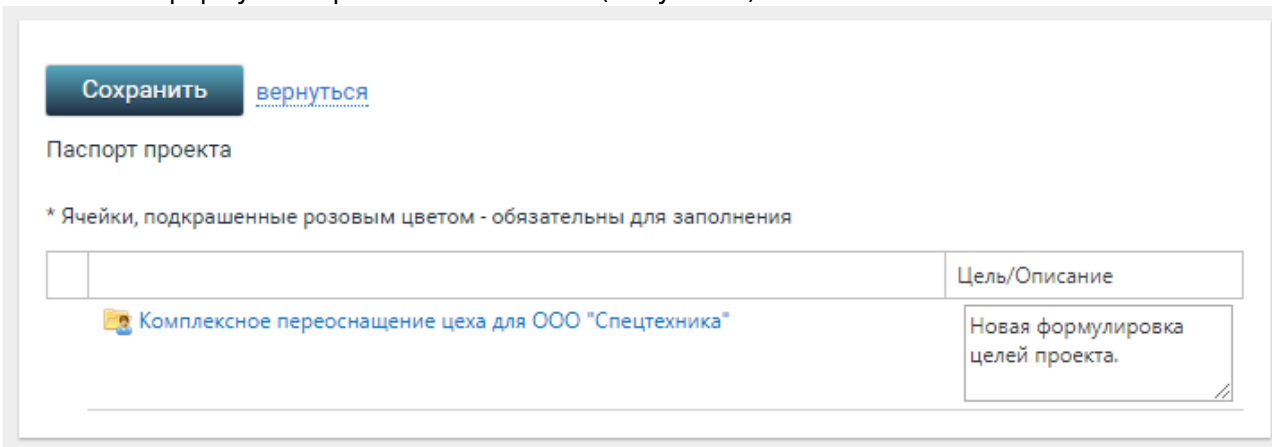 Сохранить вернуться
Паспорт проекта
* Ячейки, подкрашенные розовым цветом - обязательны для заполнения
Цель/Описание
Комплексное переоснащение цеха для ООО "Спецтехника"
Новая формулировка
целей проекта.